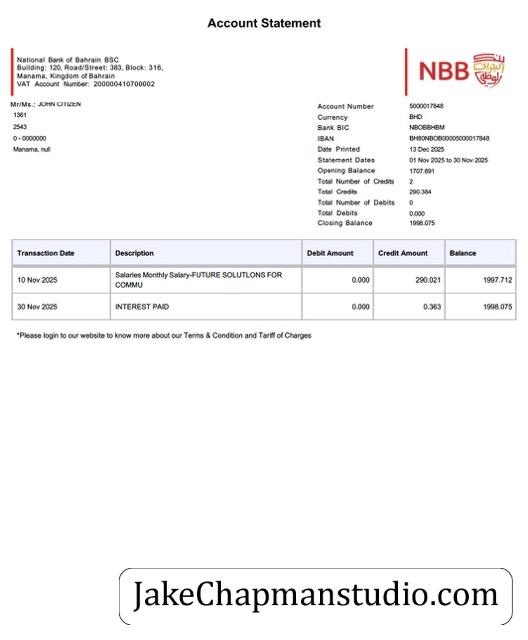 Account Statement
National Bank of Bahrain BSC
Building: 120, Road/Street: 383, Block: 316,
Manama, Kingdom of Bahrain
VAT Account Number: 200000410700002
NBB
Mr/Ms.: JOHN CITIZEN
1361
2543
0 - 0000000
Manama, null
Account Number 5000017848
Currency BHD
Bank BIC NBOBBHBM
IBAN BH80NBOB00005000017848
Date Printed 13 Dec 2025
Statement Dates 01 Nov 2025 to 30 Nov 2025
Opening Balance 1707.691
Total Number of Credits 2
Total Credits 290.384
Total Number of Debits 0
Total Debits 0.000
Closing Balance 1998.075
Transaction Date Description Debit Amount Credit Amount Balance
10 Nov 2025 Salaries Monthly Salary-FUTURE SOLUTLONS FOR
COMMU 0.000 290.021 1997.712
30 Nov 2025 INTEREST PAID 0.000 0.363 1998.075
*Please login to our website to know more about our Terms & Condition and Tariff of Charges
JakeChapmanstudio.com